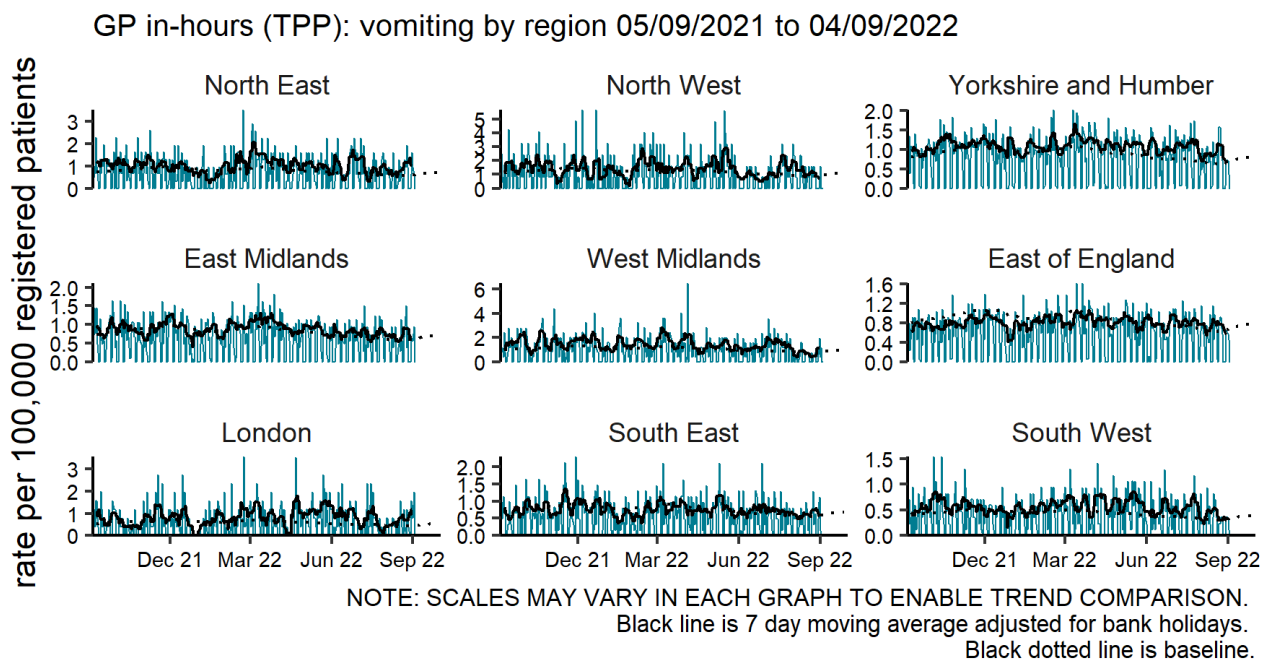 GP in-hours (TPP): vomiting by region 05/09/2021 to 04/09/2022
rate per 100,000 registered patients
North East
3
2
1
0
North West
5
4
3
2
1
0
Yorkshire and Humber
2.0
1.5
1.0
0.5
0.0
East Midlands
2.0
1.5
1.0
0.5
0.0
West Midlands
6
4
2
0
East of England
1.6
1.2
0.8
0.4
0.0
London
3
2
1
0
South East
2.0
1.5
1.0
0.5
0.0
South West
1.5
1.0
0.5
0.0
Dec 21 Mar 22 Jun 22 Sep 22
Dec 21 Mar 22 Jun 22 Sep 22
Dec 21 Mar 22 Jun 22 Sep 22
NOTE: SCALES MAY VARY IN EACH GRAPH TO ENABLE TREND COMPARISON.
Black line is 7 day moving average adjusted for bank holidays.
Black dotted line is baseline.